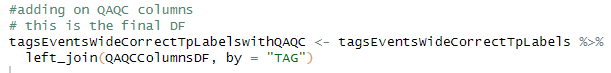 #adding on QAQC columns
# this is the final DF
tagsEventsWideCorrectTpLabelswithQAQC <- tagsEventsWideCorrectTpLabels %>%
  left_join(QAQCColumnsDF, by = "TAG")